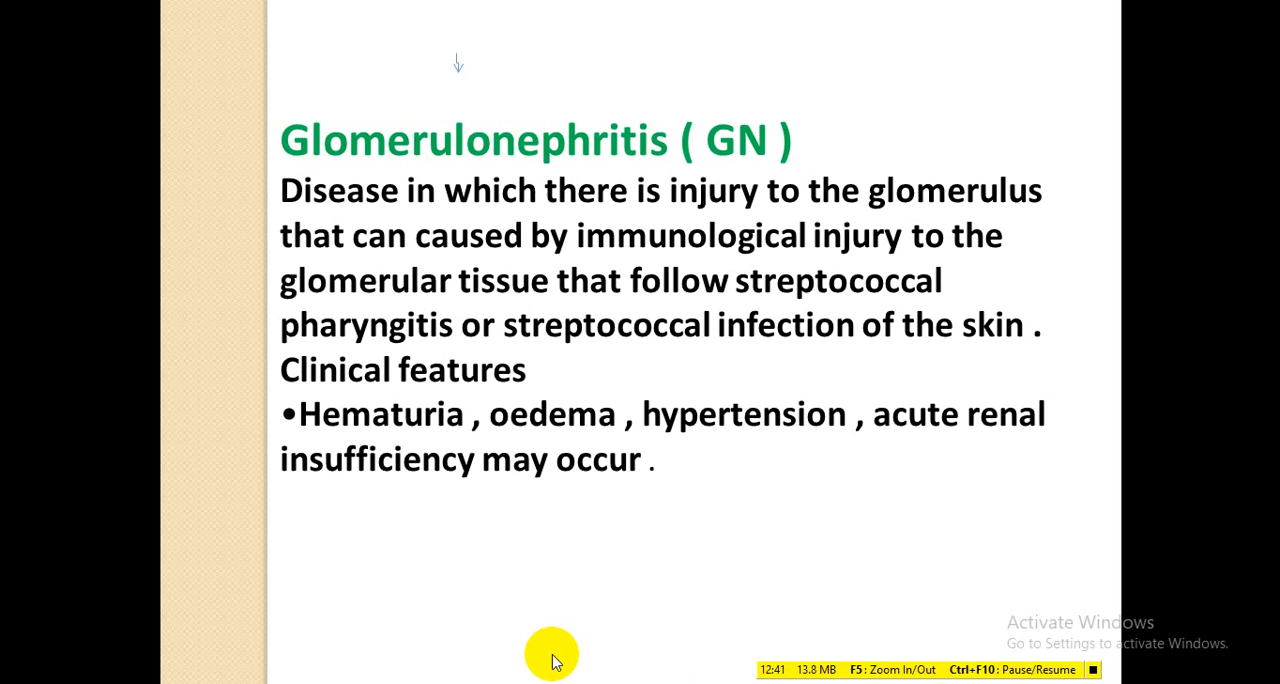 Glomerulonephritis ( GN )
Disease in which there is injury to the glomerulus
that can caused by immunological injury to the
glomerular tissue that follow streptococcal
pharyngitis or streptococcal infection of the skin .
Clinical features
•Hematuria , oedema , hypertension , acute renal
insufficiency may occur .
Activate Windows
Go to Settings to activate Windows.
12:41 13.8 MB F5: Zoom In/Out Ctrl+F10: Pause/Resume